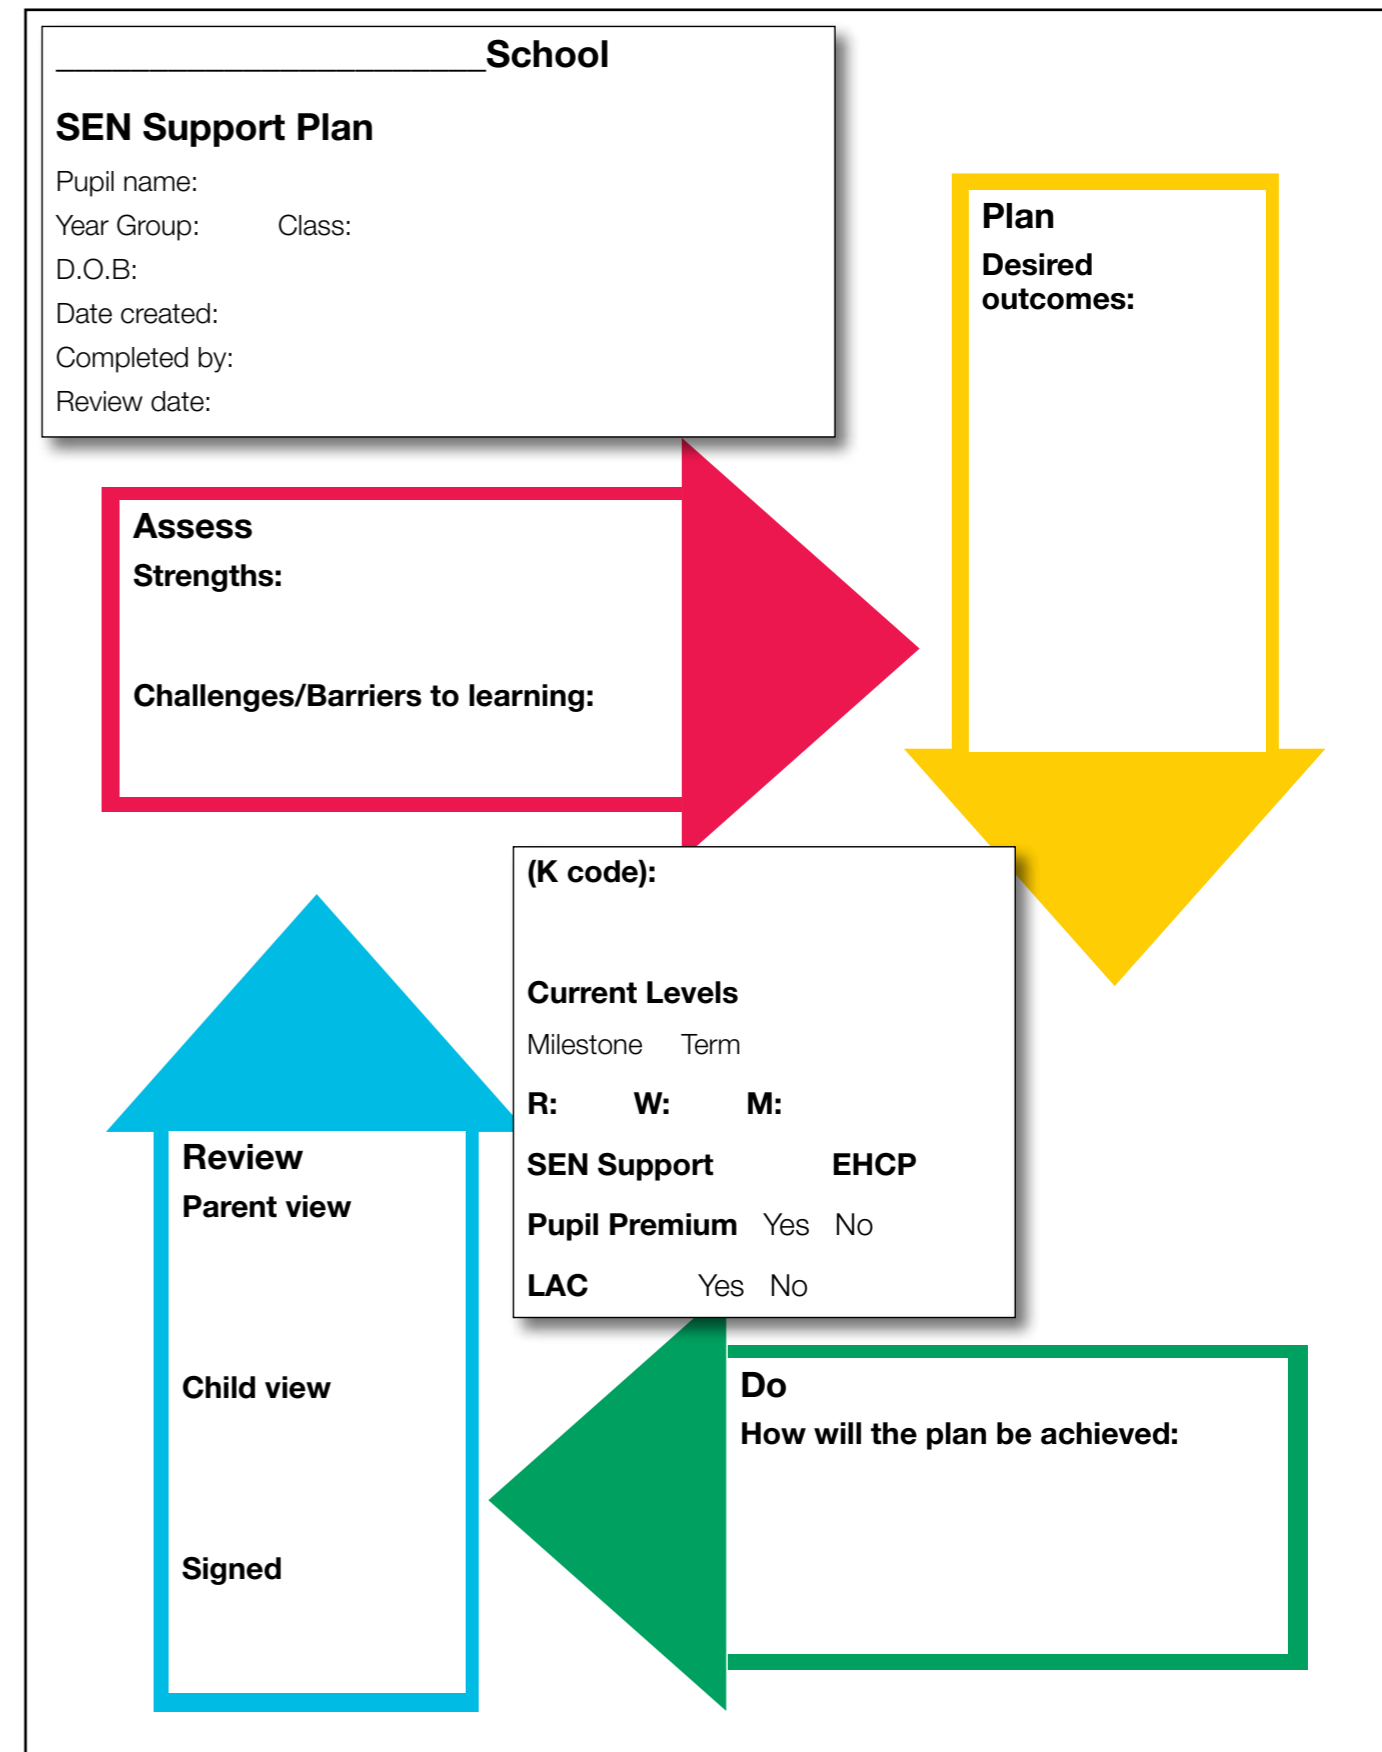 _______________________School
SEN Support Plan
Pupil name:
Year Group: Class:
D.O.B:
Date created:
Completed by:
Review date:
Assess
Strengths:
Challenges/Barriers to learning:
Plan
Desired
outcomes:
(K code):
Current Levels
Milestone Term
R: W: M:
SEN Support EHCP
Pupil Premium Yes No
LAC Yes No
Do
How will the plan be achieved:
Review
Parent view
Child view
Signed